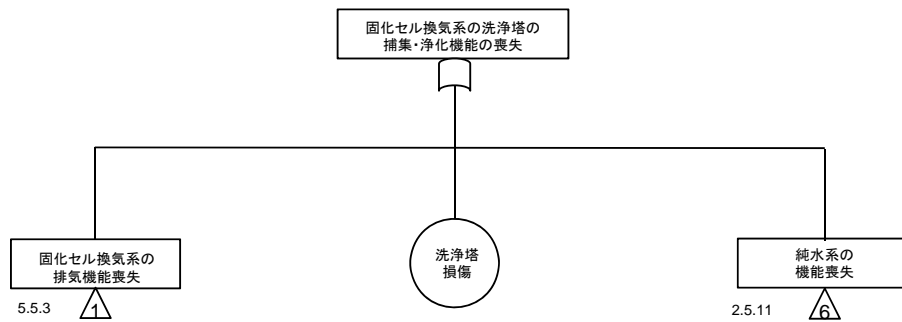 固化セル換気系の洗浄塔の
捕集・浄化機能の喪失
固化セル換気系の
排気機能喪失
5.5.3
1
洗浄塔
損傷
純水系の
機能喪失
2.5.11
6